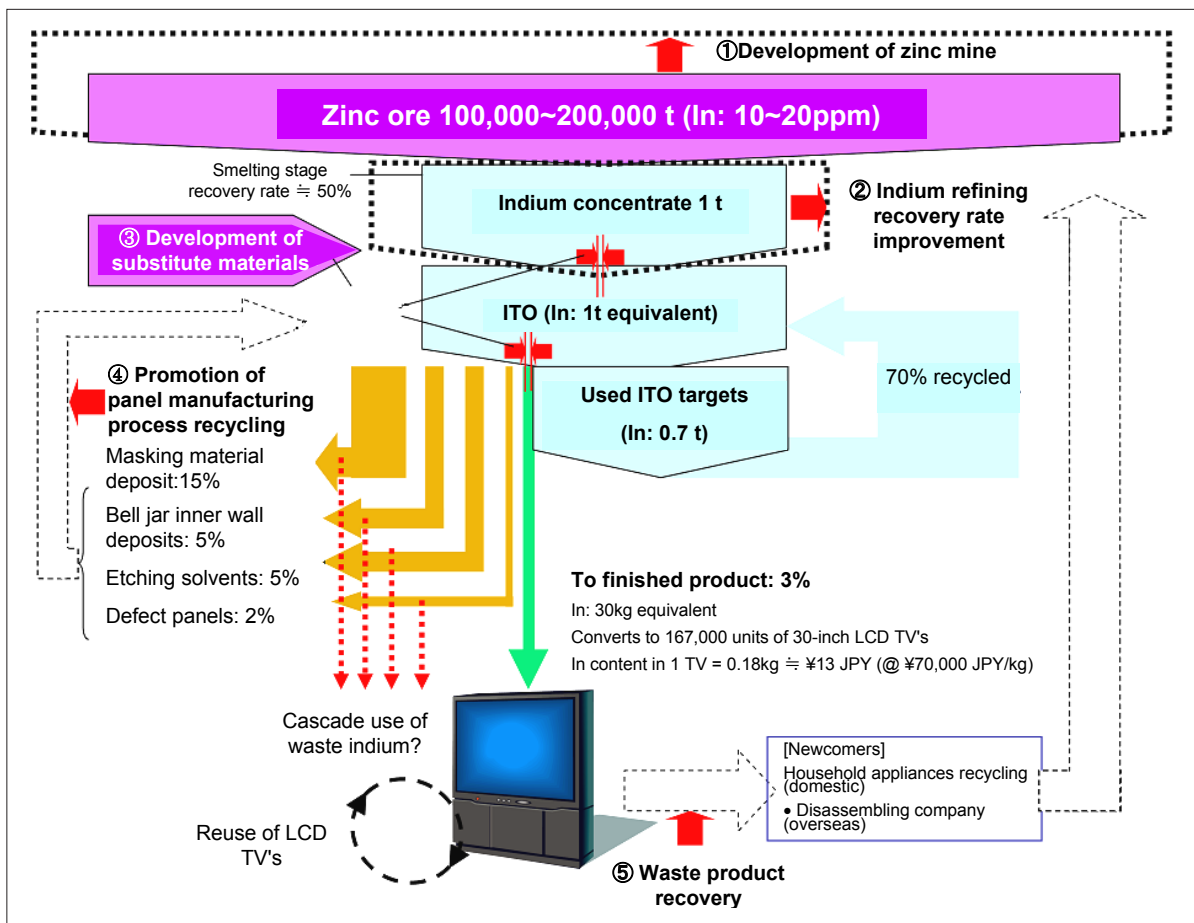 ①Development of zinc mine
Zinc ore 100,000~200,000 t (In: 10~20ppm)
Smelting stage
recovery rate ≒ 50%
Indium concentrate 1 t
② Indium refining
recovery rate
improvement
③ Development of
substitute materials
ITO (In: 1t equivalent)
④ Promotion of
panel manufacturing
process recycling
Used ITO targets
(In: 0.7 t)
70% recycled
Masking material
deposit:15%
Bell jar inner wall
deposits: 5%
Etching solvents: 5%
Defect panels: 2%
To finished product: 3%
In: 30kg equivalent
Converts to 167,000 units of 30-inch LCD TV's
In content in 1 TV = 0.18kg ≒ ¥13 JPY (@ ¥70,000 JPY/kg)
Cascade use of
waste indium?
Reuse of LCD
TV's
[Newcomers]
Household appliances recycling
(domestic)
• Disassembling company
(overseas)
⑤ Waste product
recovery